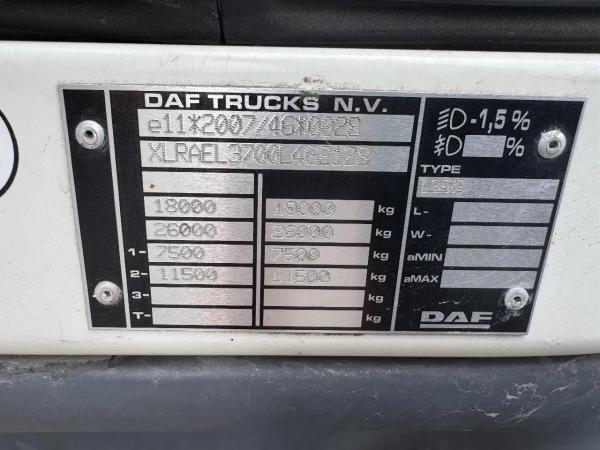 DAF TRUCKS N.V.
e11*2007/46*0022
-1,5 %
%
TYPE
18000 19000 kg
26000 26000 kg
1- 7500 7500 kg
2- 11500 11500 kg
3- kg
T- kg
L-
W-
aMIN
aMAX
DAF